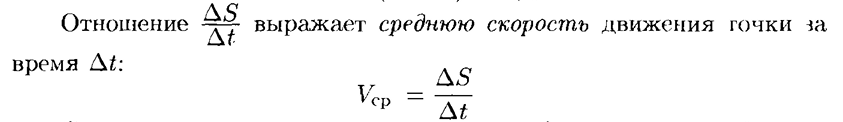 Отношение ΔS/Δt выражает среднюю скорость движения точки за
время Δt:
V_ср = ΔS/Δt